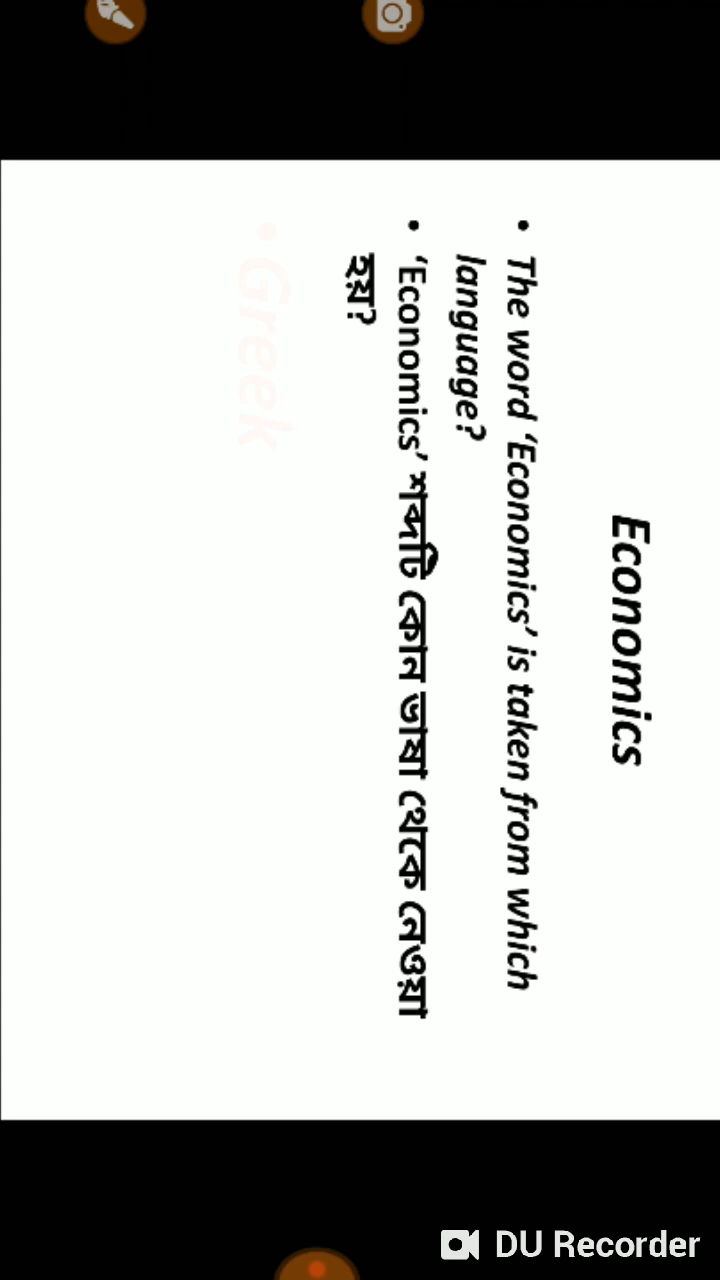 Economics
• The word ‘Economics’ is taken from which
language?
• ‘Economics’ শব্দটি কোন ভাষা থেকে নেওয়া
হয়?
• Greek
DU Recorder